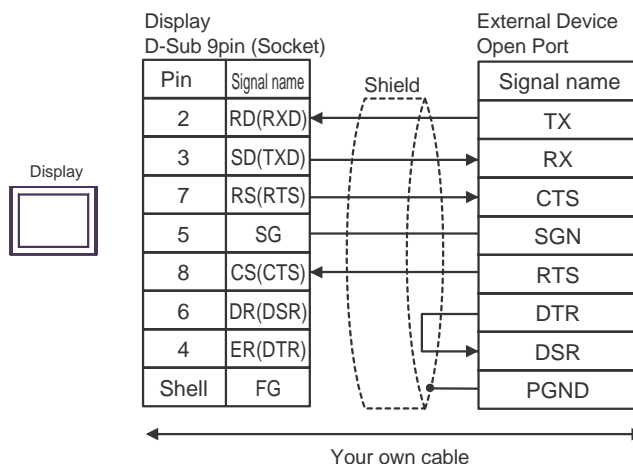 Display
D-Sub 9pin (Socket)
External Device
Open Port
Pin Signal name Shield Signal name
2 RD(RXD) TX
3 SD(TXD) RX
Display
7 RS(RTS) CTS
5 SG SGN
8 CS(CTS) RTS
6 DR(DSR) DTR
4 ER(DTR) DSR
Shell FG PGND
Your own cable